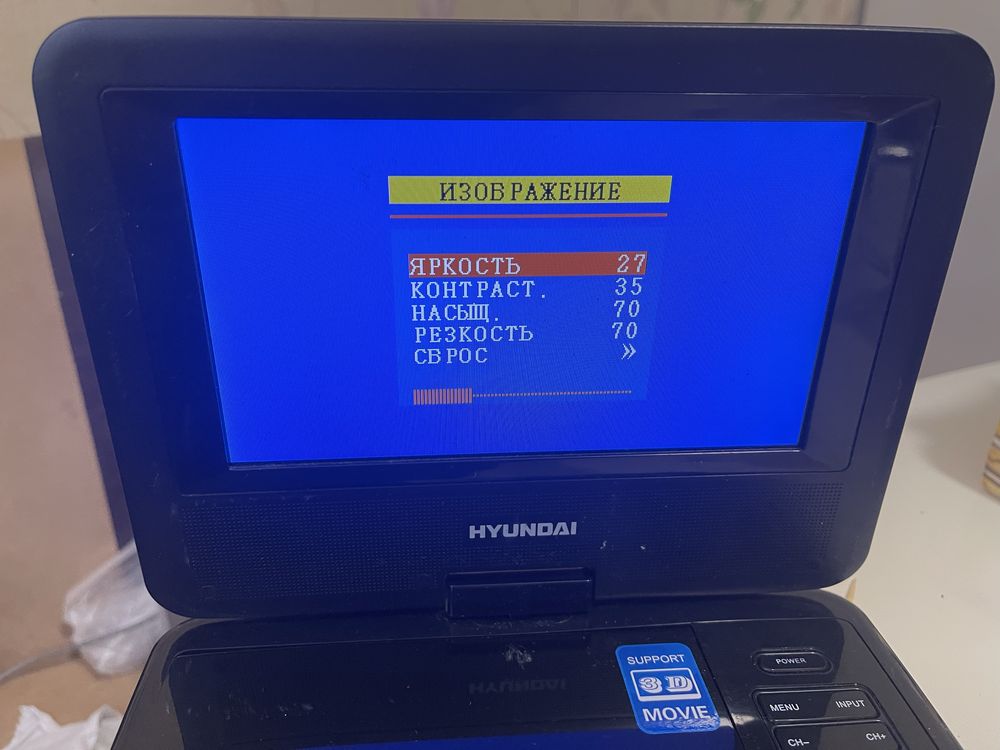 ИЗОБРАЖЕНИЕ
ЯРКОСТЬ 27
КОНТРАСТ. 35
НАСЫЩ. 70
РЕЗКОСТЬ 70
СБРОС »
HYUNDAI
SUPPORT
3D
MOVIE
POWER
MENU INPUT
CH- CH+